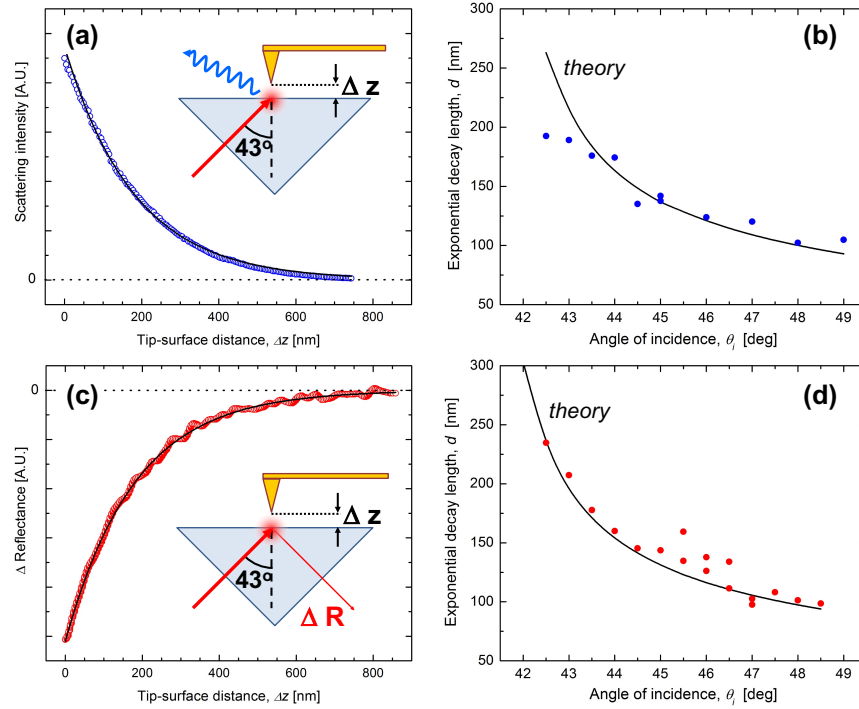 (a)
Scattering intensity [A.U.]
0
Δ z
43°
0 200 400 600 800
Tip-surface distance, Δz [nm]
(b)
theory
Exponential decay length, d [nm]
300
250
200
150
100
50
42 43 44 45 46 47 48 49
Angle of incidence, θi [deg]
(c)
Δ Reflectance [A.U.]
0
Δ z
43°
Δ R
0 200 400 600 800
Tip-surface distance, Δz [nm]
(d)
theory
Exponential decay length, d [nm]
300
250
200
150
100
50
42 43 44 45 46 47 48 49
Angle of incidence, θi [deg]